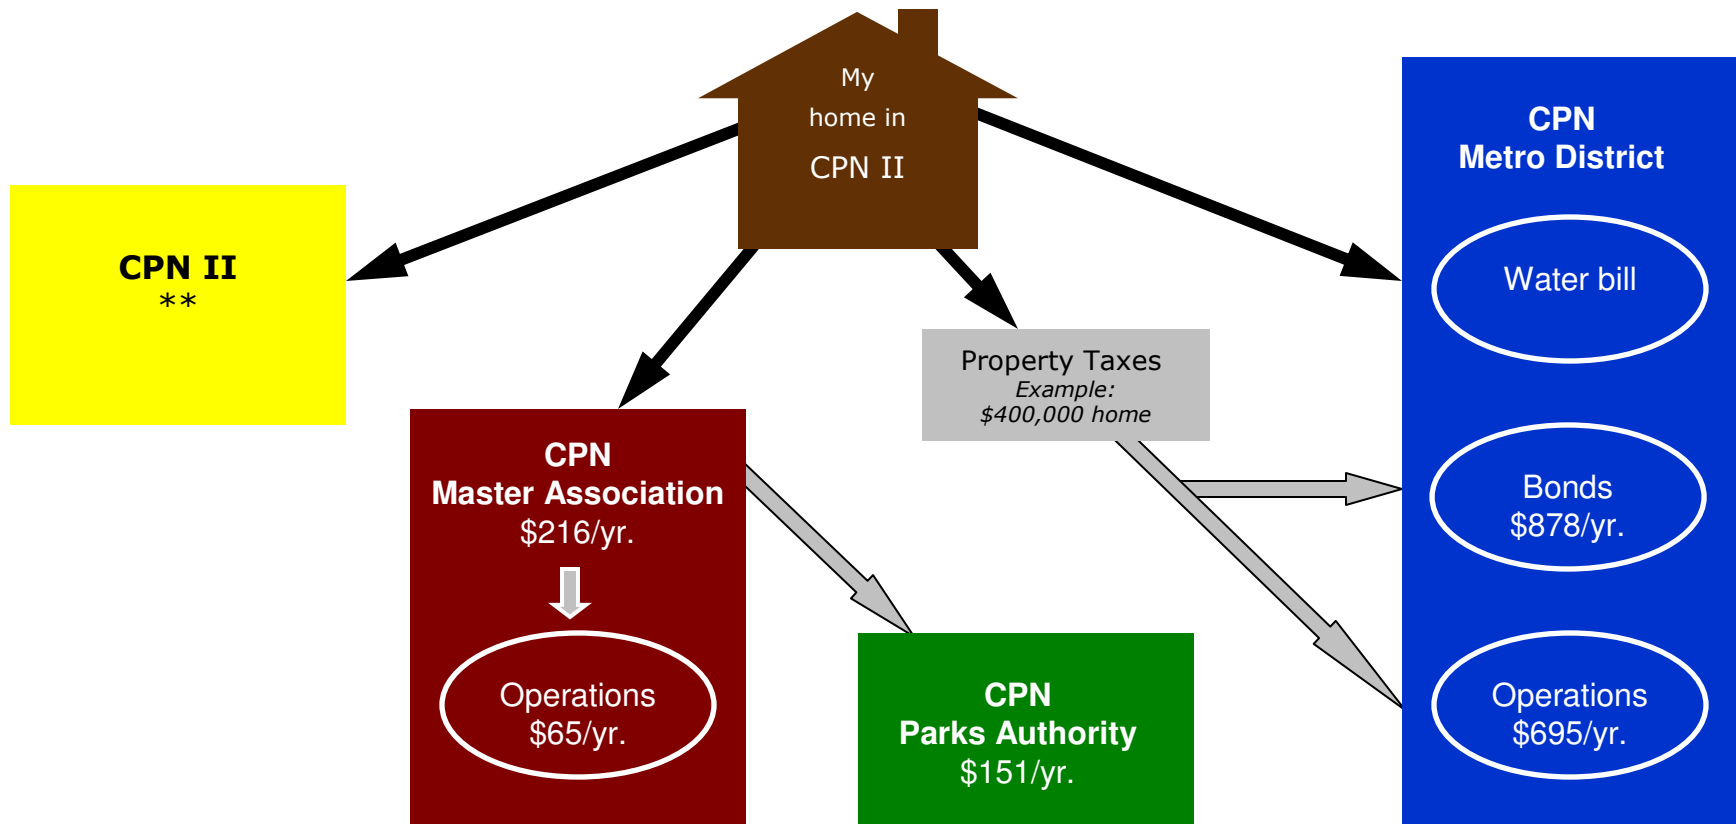 My
home in
CPN II
CPN II
**
CPN
Master Association
$216/yr.
Operations
$65/yr.
Property Taxes
Example:
$400,000 home
CPN
Parks Authority
$151/yr.
CPN
Metro District
Water bill
Bonds
$878/yr.
Operations
$695/yr.